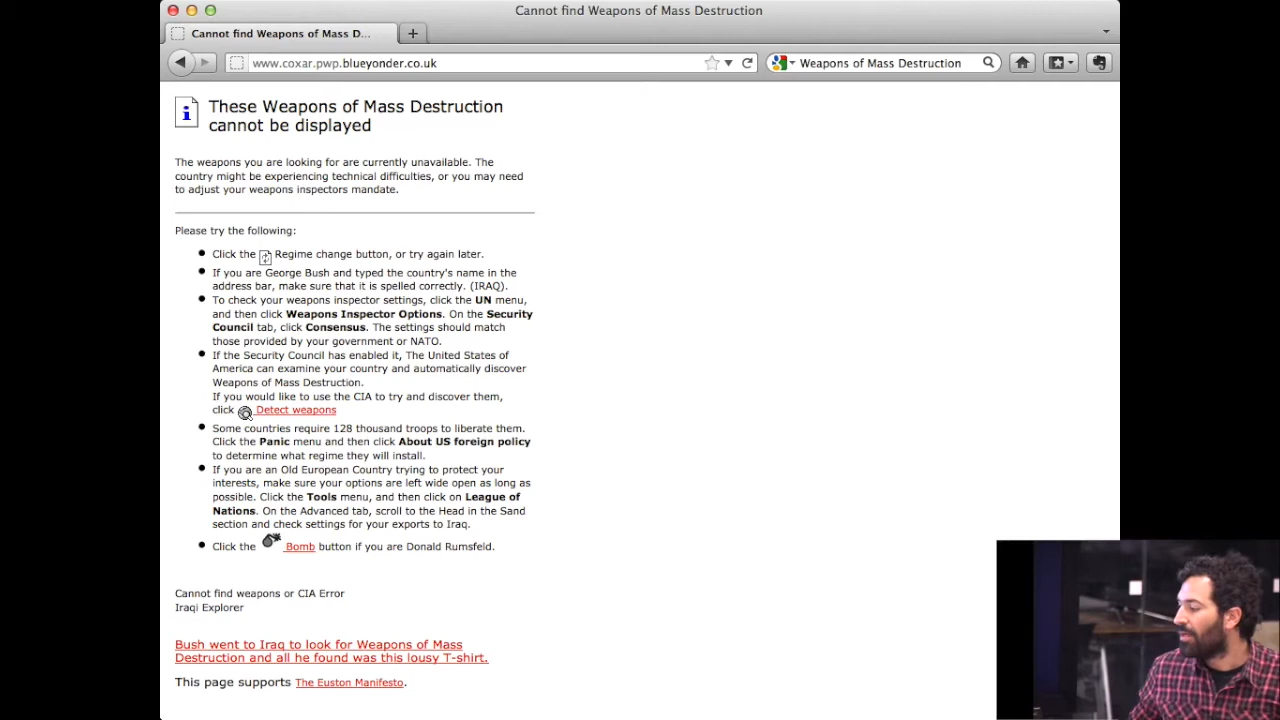 Cannot find Weapons of Mass Destruction
Cannot find Weapons of Mass D...
www.coxar.pwp.blueyonder.co.uk
Weapons of Mass Destruction
These Weapons of Mass Destruction
cannot be displayed
The weapons you are looking for are currently unavailable. The
country might be experiencing technical difficulties, or you may need
to adjust your weapons inspectors mandate.
Please try the following:
Click the Regime change button, or try again later.
If you are George Bush and typed the country's name in the
address bar, make sure that it is spelled correctly. (IRAQ).
To check your weapons inspector settings, click the UN menu,
and then click Weapons Inspector Options. On the Security
Council tab, click Consensus. The settings should match
those provided by your government or NATO.
If the Security Council has enabled it, The United States of
America can examine your country and automatically discover
Weapons of Mass Destruction.
If you would like to use the CIA to try and discover them,
click Detect weapons
Some countries require 128 thousand troops to liberate them.
Click the Panic menu and then click About US foreign policy
to determine what regime they will install.
If you are an Old European Country trying to protect your
interests, make sure your options are left wide open as long as
possible. Click the Tools menu, and then click on League of
Nations. On the Advanced tab, scroll to the Head in the Sand
section and check settings for your exports to Iraq.
Click the Bomb button if you are Donald Rumsfeld.
Cannot find weapons or CIA Error
Iraqi Explorer
Bush went to Iraq to look for Weapons of Mass
Destruction and all he found was this lousy T-shirt.
This page supports The Euston Manifesto.